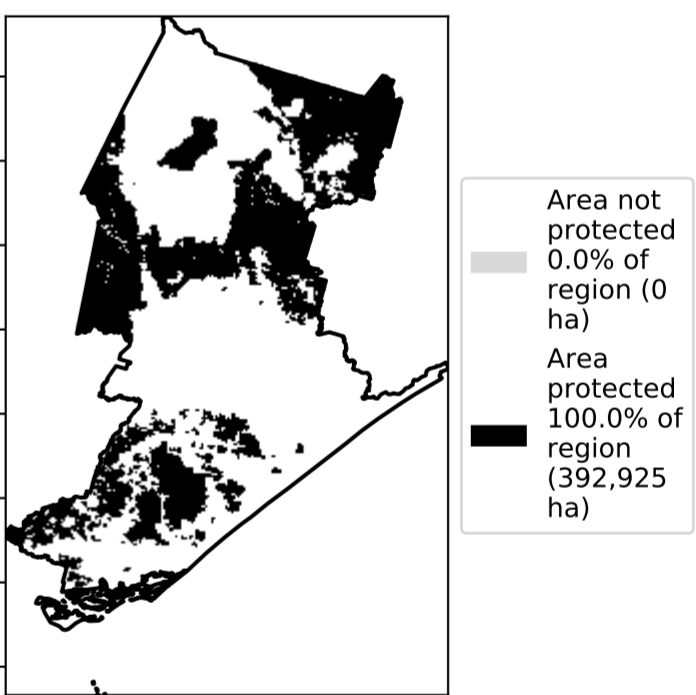 Area not
protected
0.0% of
region (0
ha)
Area
protected
100.0% of
region
(392,925
ha)